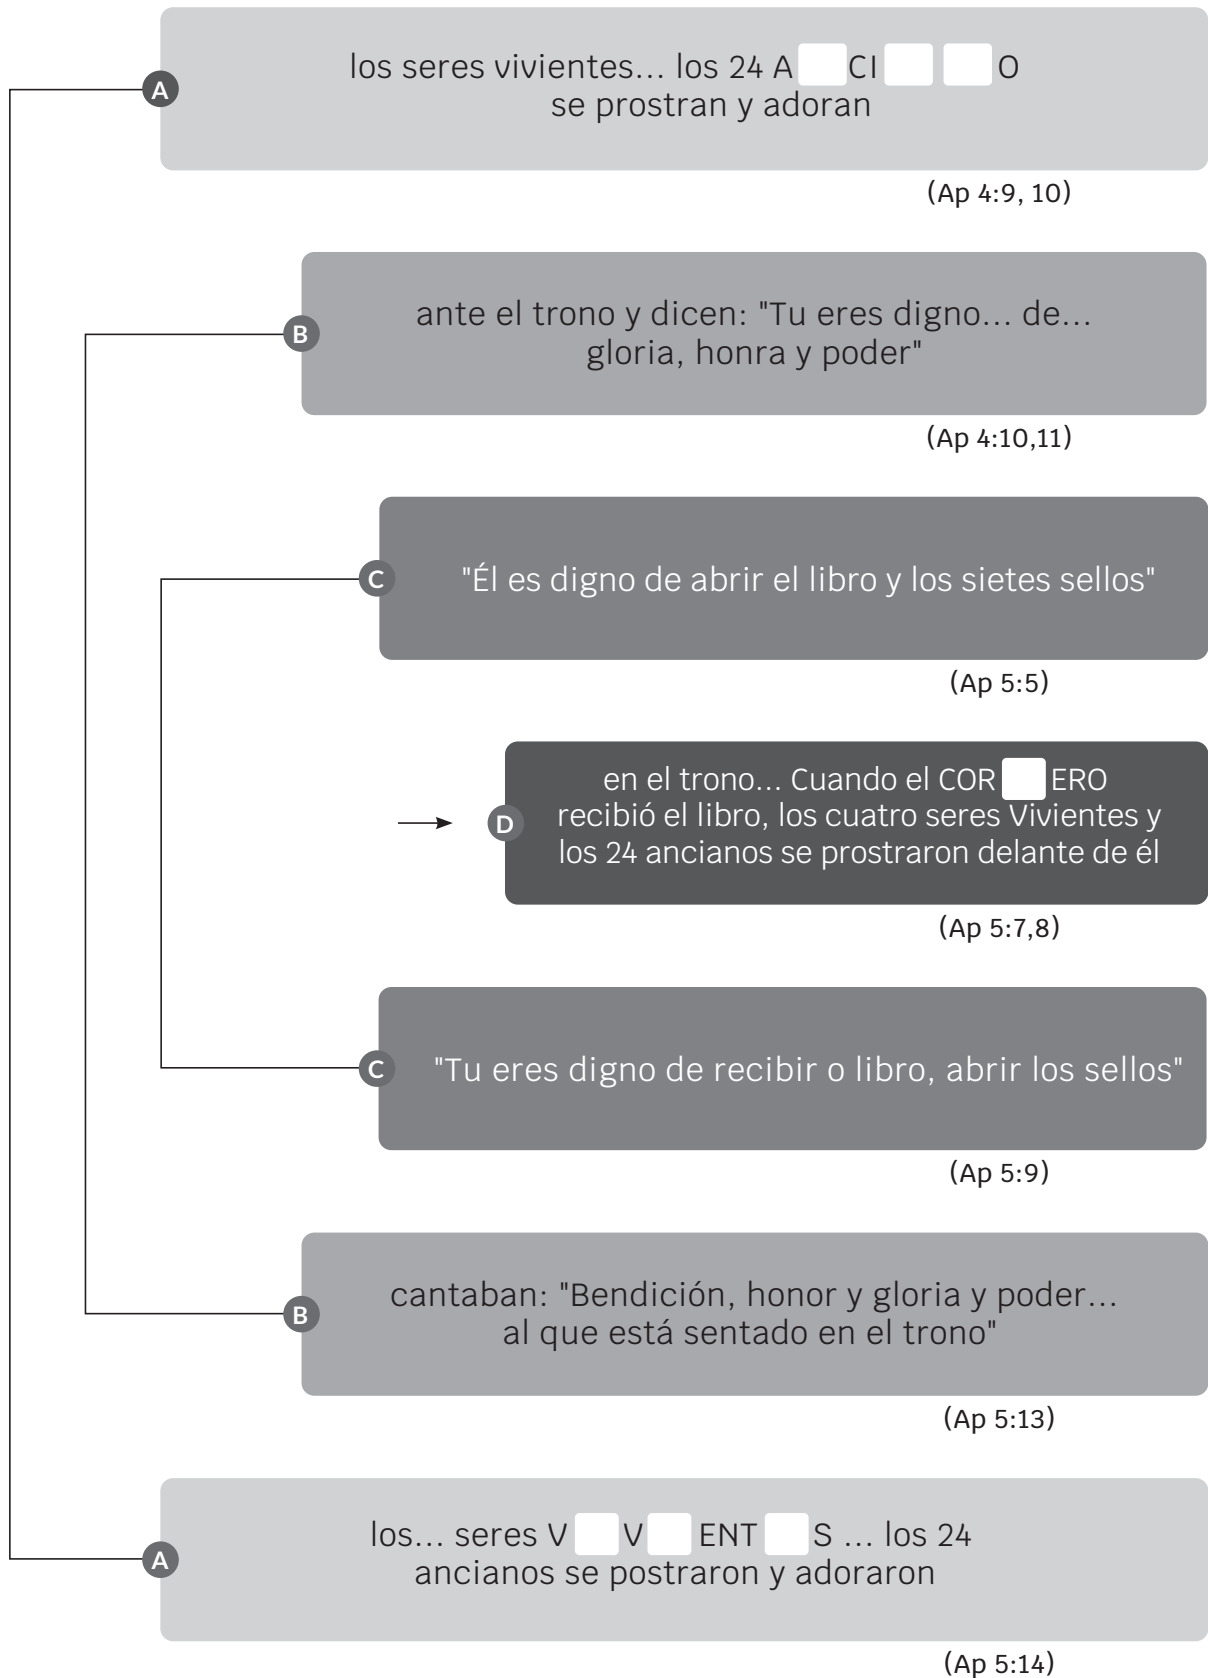 los seres vivientes... los 24 A CI O
se prostran y adoran
A
(Ap 4:9, 10)
ante el trono y dicen: "Tu eres digno... de...
gloria, honra y poder"
B
(Ap 4:10,11)
"Él es digno de abrir el libro y los sietes sellos"
C
(Ap 5:5)
en el trono... Cuando el COR ERO
recibió el libro, los cuatro seres Vivientes y
los 24 ancianos se prostraron delante de él
D
(Ap 5:7,8)
"Tu eres digno de recibir o libro, abrir los sellos"
C
(Ap 5:9)
cantaban: "Bendición, honor y gloria y poder...
al que está sentado en el trono"
B
(Ap 5:13)
los... seres V V ENT S ... los 24
ancianos se postraron y adoraron
A
(Ap 5:14)